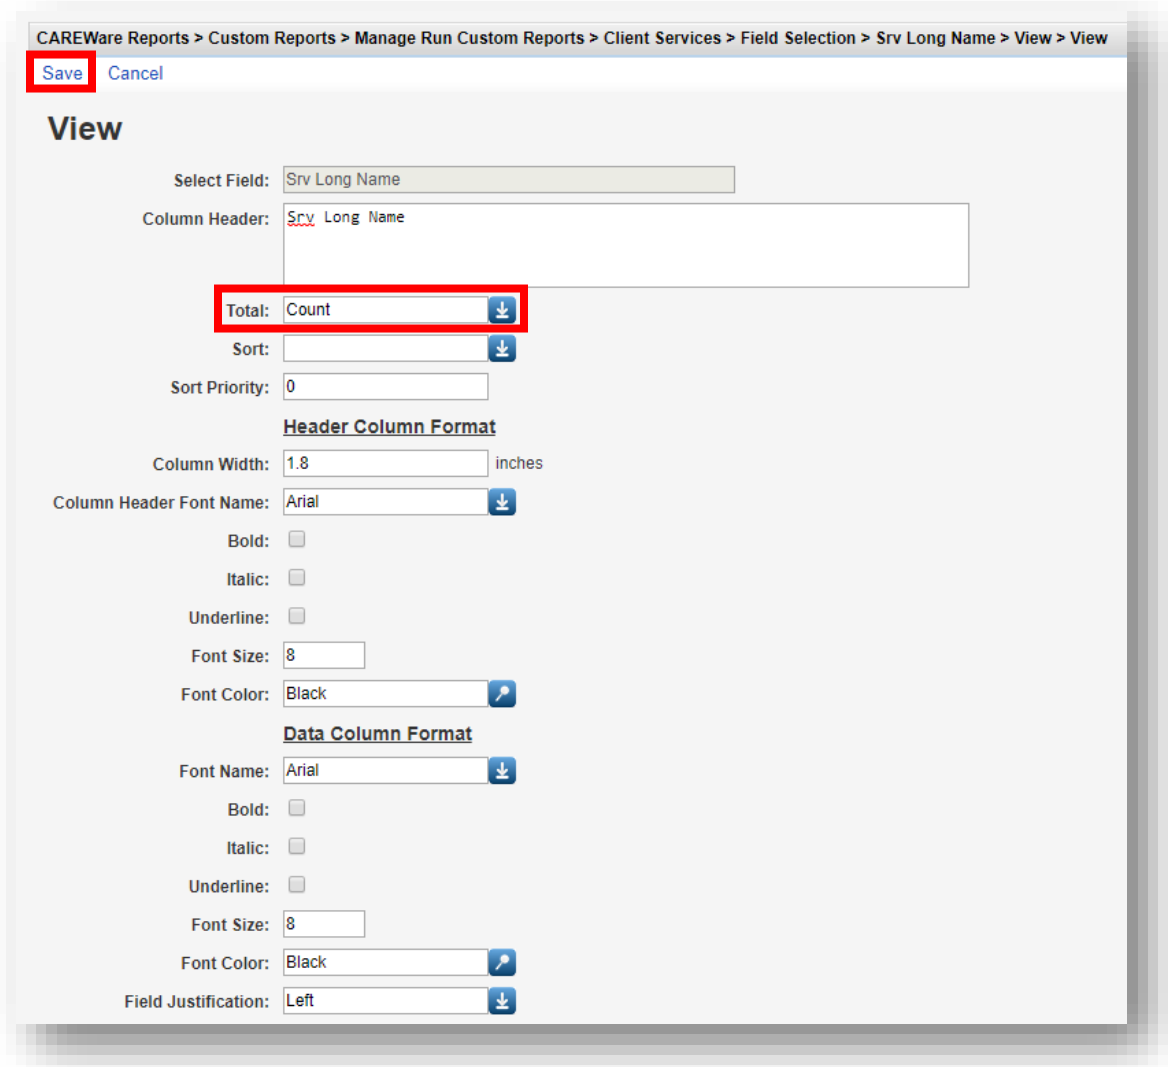 CAREWare Reports > Custom Reports > Manage Run Custom Reports > Client Services > Field Selection > Srv Long Name > View > View
Save Cancel
View
Select Field: Srv Long Name
Column Header: Srv Long Name
Total: Count
Sort:
Sort Priority: 0
Header Column Format
Column Width: 1.8 inches
Column Header Font Name: Arial
Bold:
Italic:
Underline:
Font Size: 8
Font Color: Black
Data Column Format
Font Name: Arial
Bold:
Italic:
Underline:
Font Size: 8
Font Color: Black
Field Justification: Left